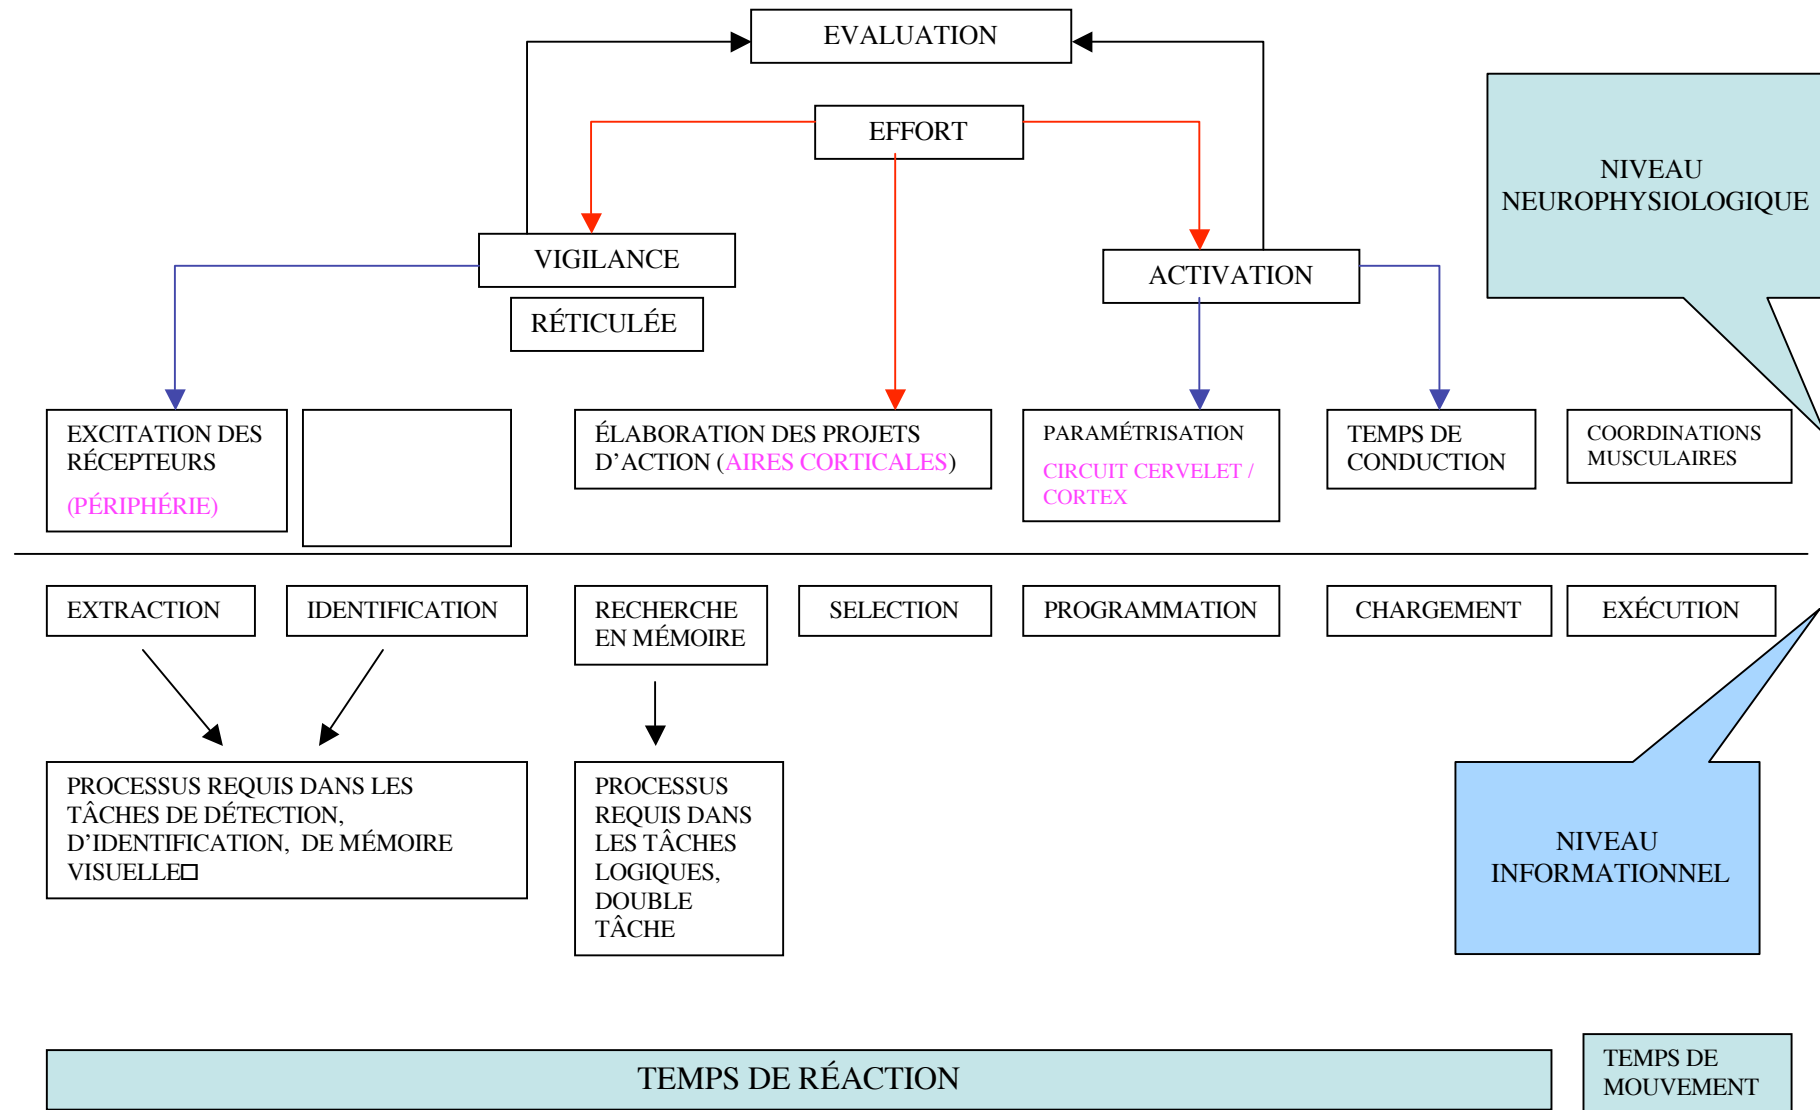 EVALUATION
EFFORT
NIVEAU
NEUROPHYSIOLOGIQUE
VIGILANCE
ACTIVATION
RÉTICULÉE
EXCITATION DES
RÉCEPTEURS
(PÉRIPHÉRIE)
ÉLABORATION DES PROJETS
D’ACTION (AIRES CORTICALES)
PARAMÉTRISATION
CIRCUIT CERVELET /
CORTEX
TEMPS DE
CONDUCTION
COORDINATIONS
MUSCULAIRES
EXTRACTION
IDENTIFICATION
RECHERCHE
EN MÉMOIRE
SELECTION
PROGRAMMATION
CHARGEMENT
EXÉCUTION
PROCESSUS REQUIS DANS LES
TÂCHES DE DÉTECTION,
D’IDENTIFICATION, DE MÉMOIRE
VISUELLE□
PROCESSUS
REQUIS DANS
LES TÂCHES
LOGIQUES,
DOUBLE
TÂCHE
NIVEAU
INFORMATIONNEL
TEMPS DE RÉACTION
TEMPS DE
MOUVEMENT